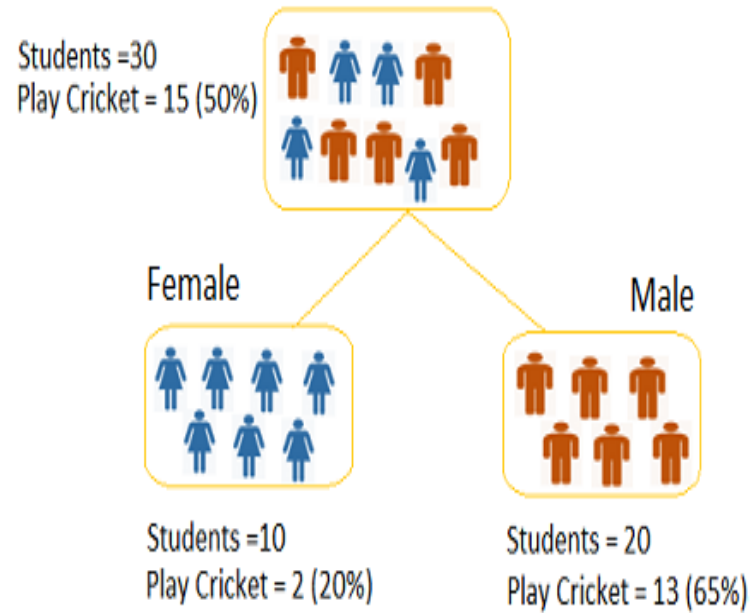 Students =30
Play Cricket = 15 (50%)
Female
Male
Students =10
Play Cricket = 2 (20%)
Students = 20
Play Cricket = 13 (65%)